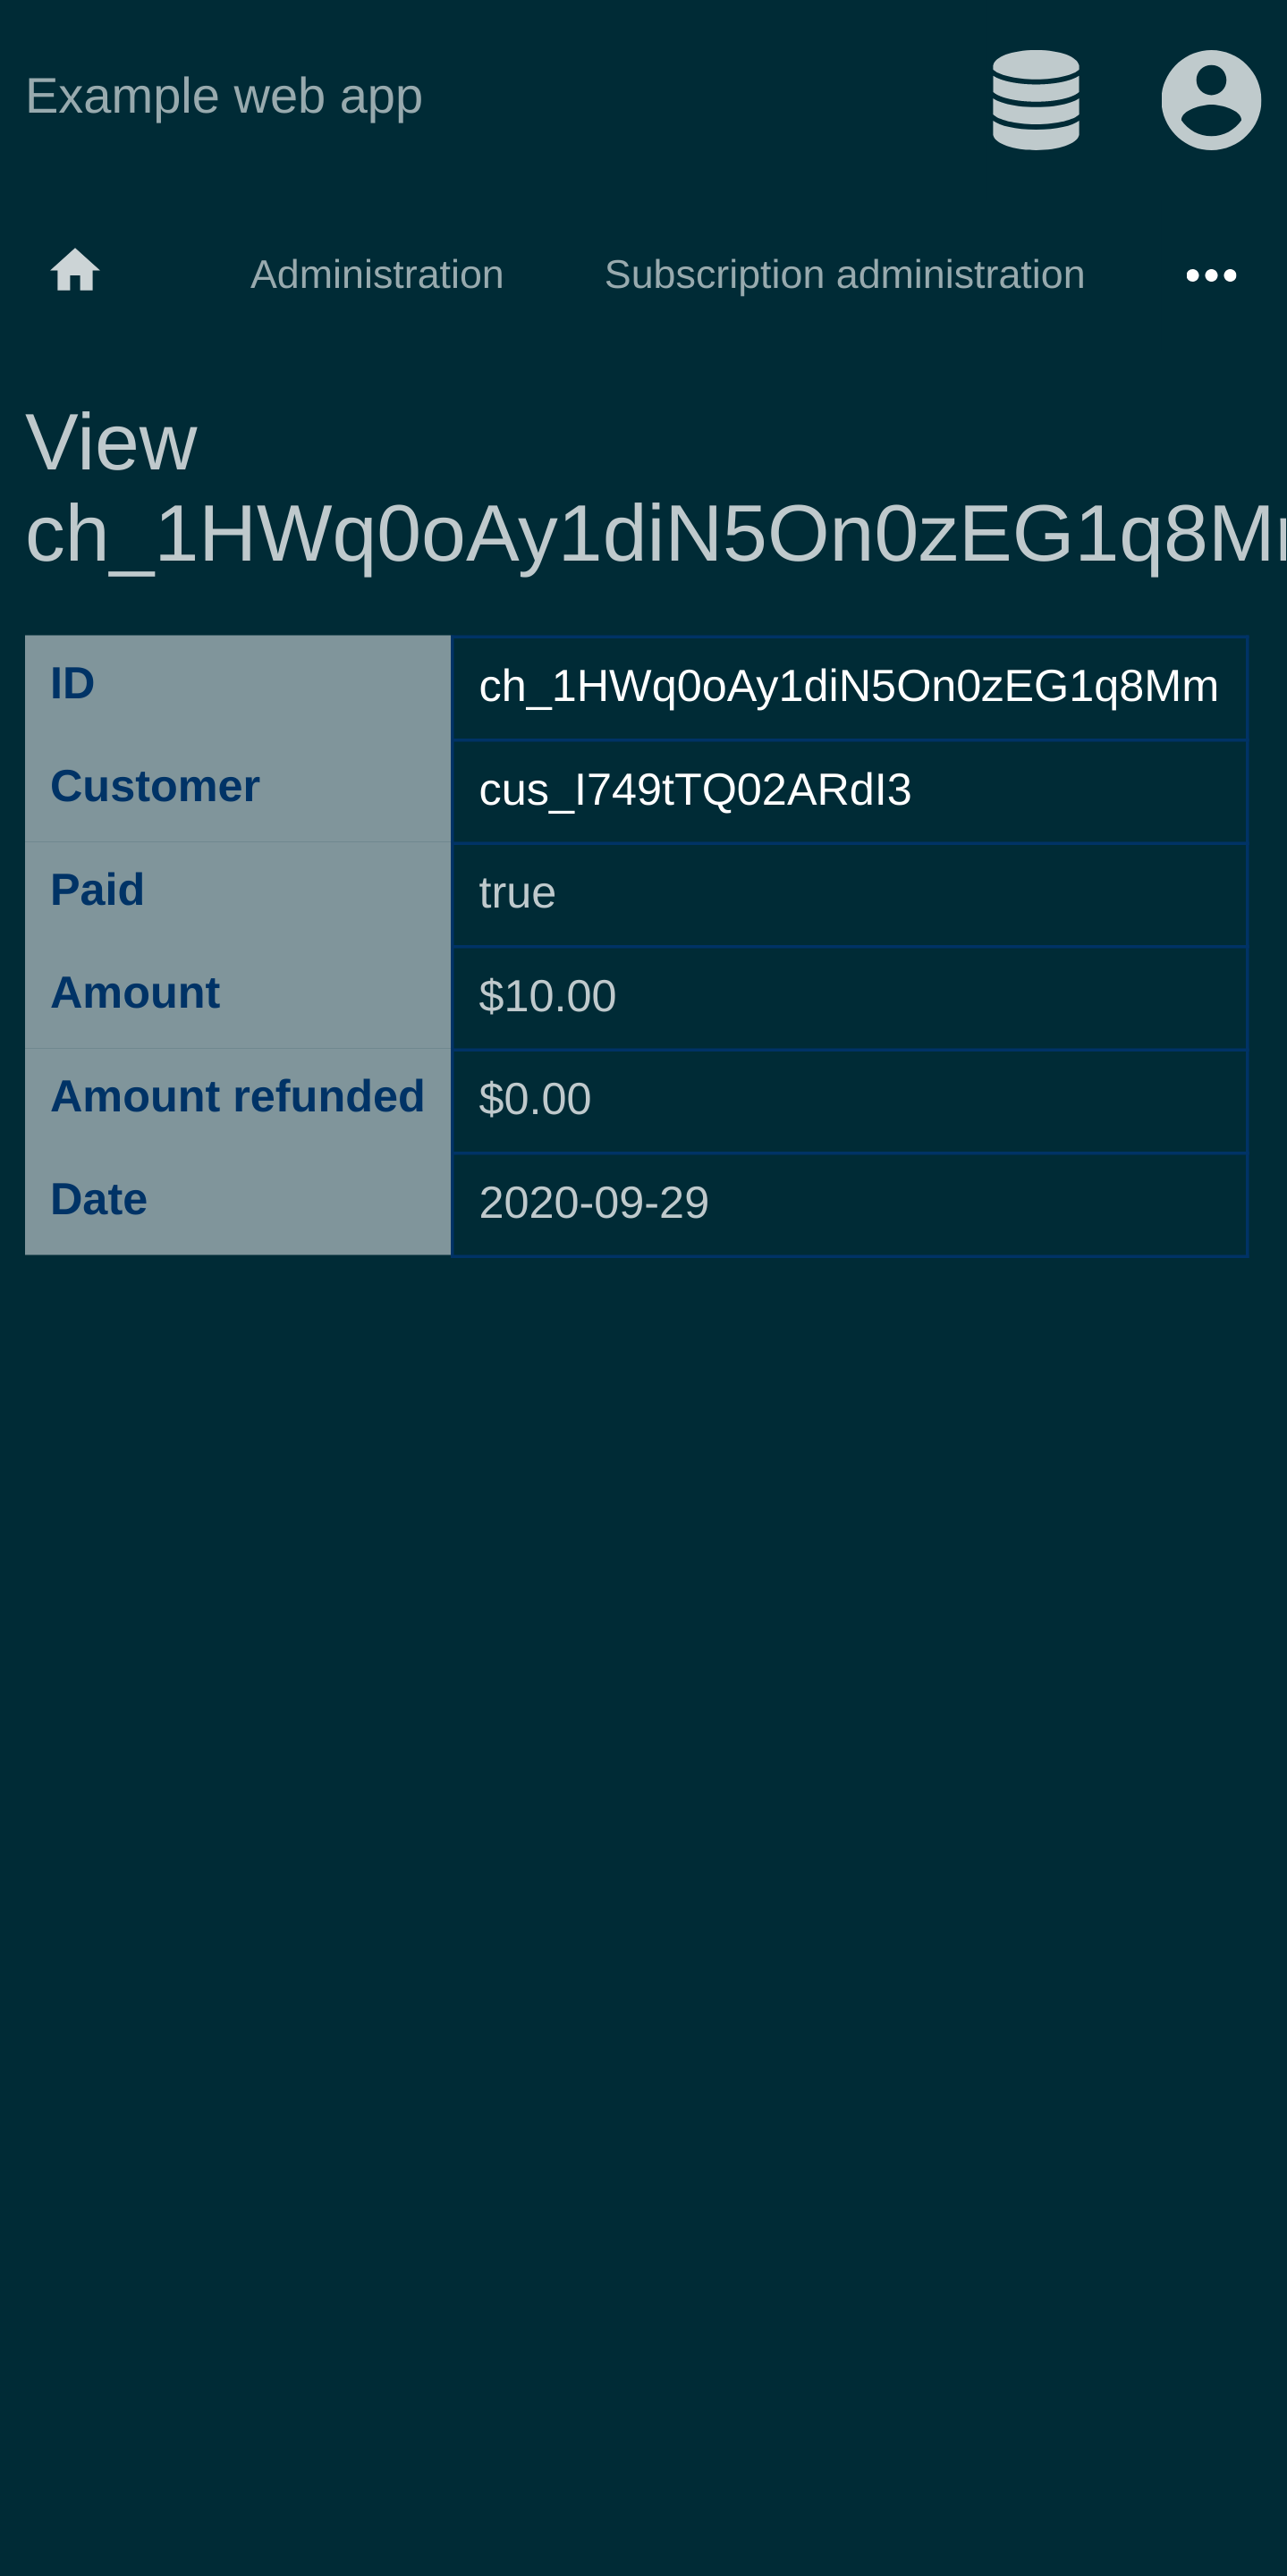 Example web app
Administration Subscription administration
View
ch_1HWq0oAy1diN5On0zEG1q8M
ID ch_1HWq0oAy1diN5On0zEG1q8Mm
Customer cus_I749tTQ02ARdI3
Paid true
Amount $10.00
Amount refunded $0.00
Date 2020-09-29